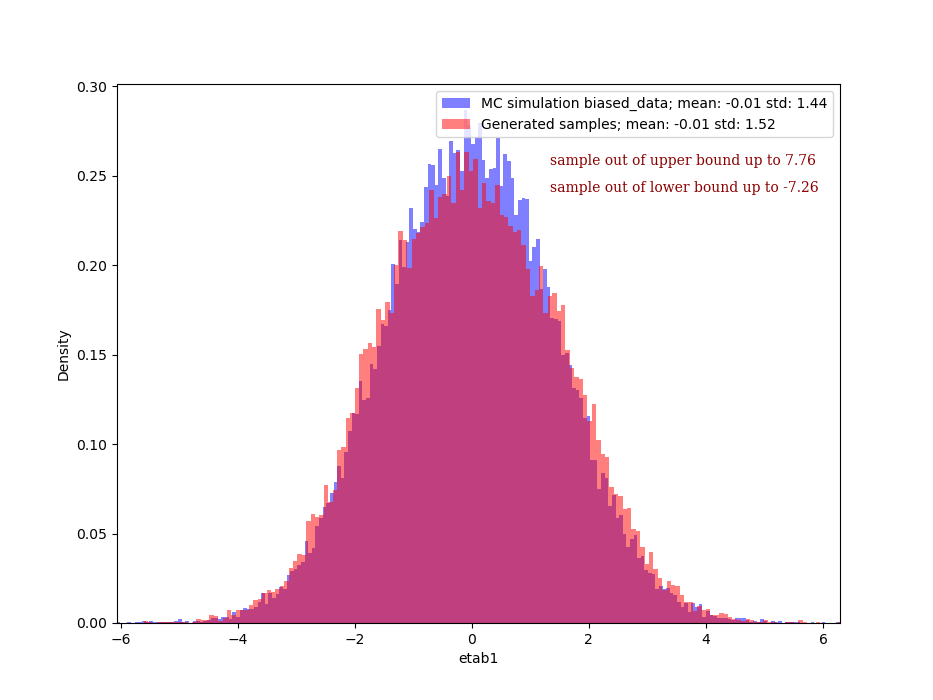 0.30
0.25
0.20
0.15
0.10
0.05
0.00
Density
MC simulation biased_data; mean: -0.01 std: 1.44
Generated samples; mean: -0.01 std: 1.52
sample out of upper bound up to 7.76
sample out of lower bound up to -7.26
−6 −4 −2 0 2 4 6
etab1